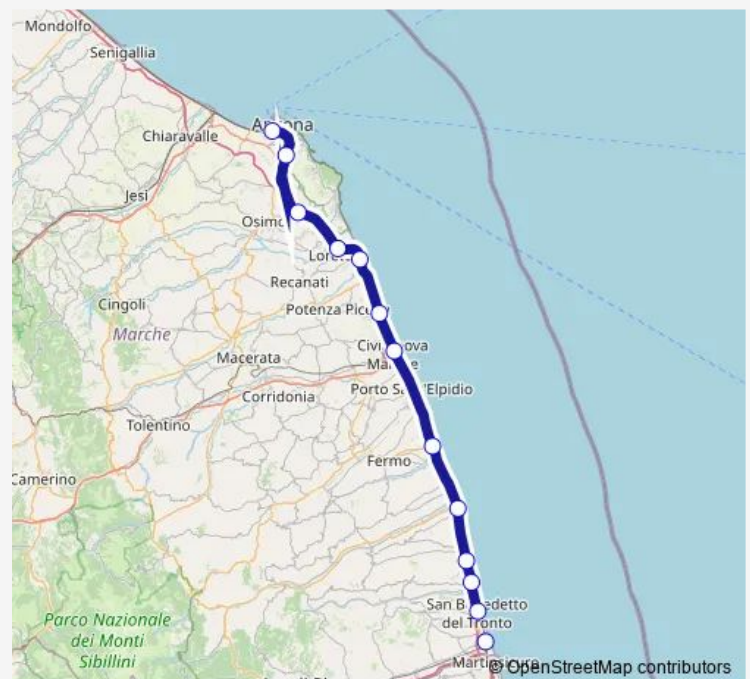 Mondolfo
Senigallia
Ancona
Chiaravalle
Jesi
Osimo
Loreto
Recanati
Cingoli
Potenza Picena
Marche
Civitanova
Marche
Macerata
Porto Sant'Elpidio
Corridonia
Tolentino
Fermo
Camerino
San Benedetto
del Tronto
Parco Nazionale
dei Monti
Sibillini
Martinsicuro
© OpenStreetMap contributors